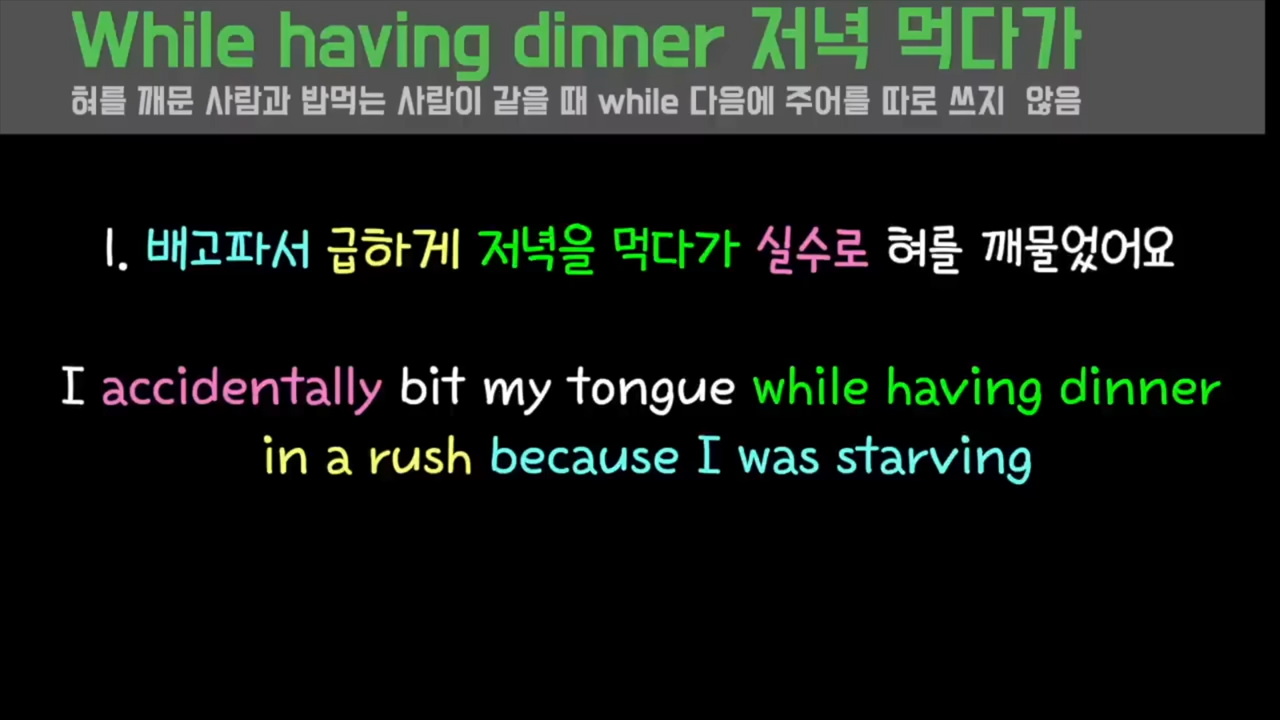 While having dinner 저녁 먹다가
혀를 깨문 사람과 밥먹는 사람이 같을 때 while 다음에 주어를 따로 쓰지 않음
1. 배고파서 급하게 저녁을 먹다가 실수로 혀를 깨물었어요
I accidentally bit my tongue while having dinner
in a rush because I was starving